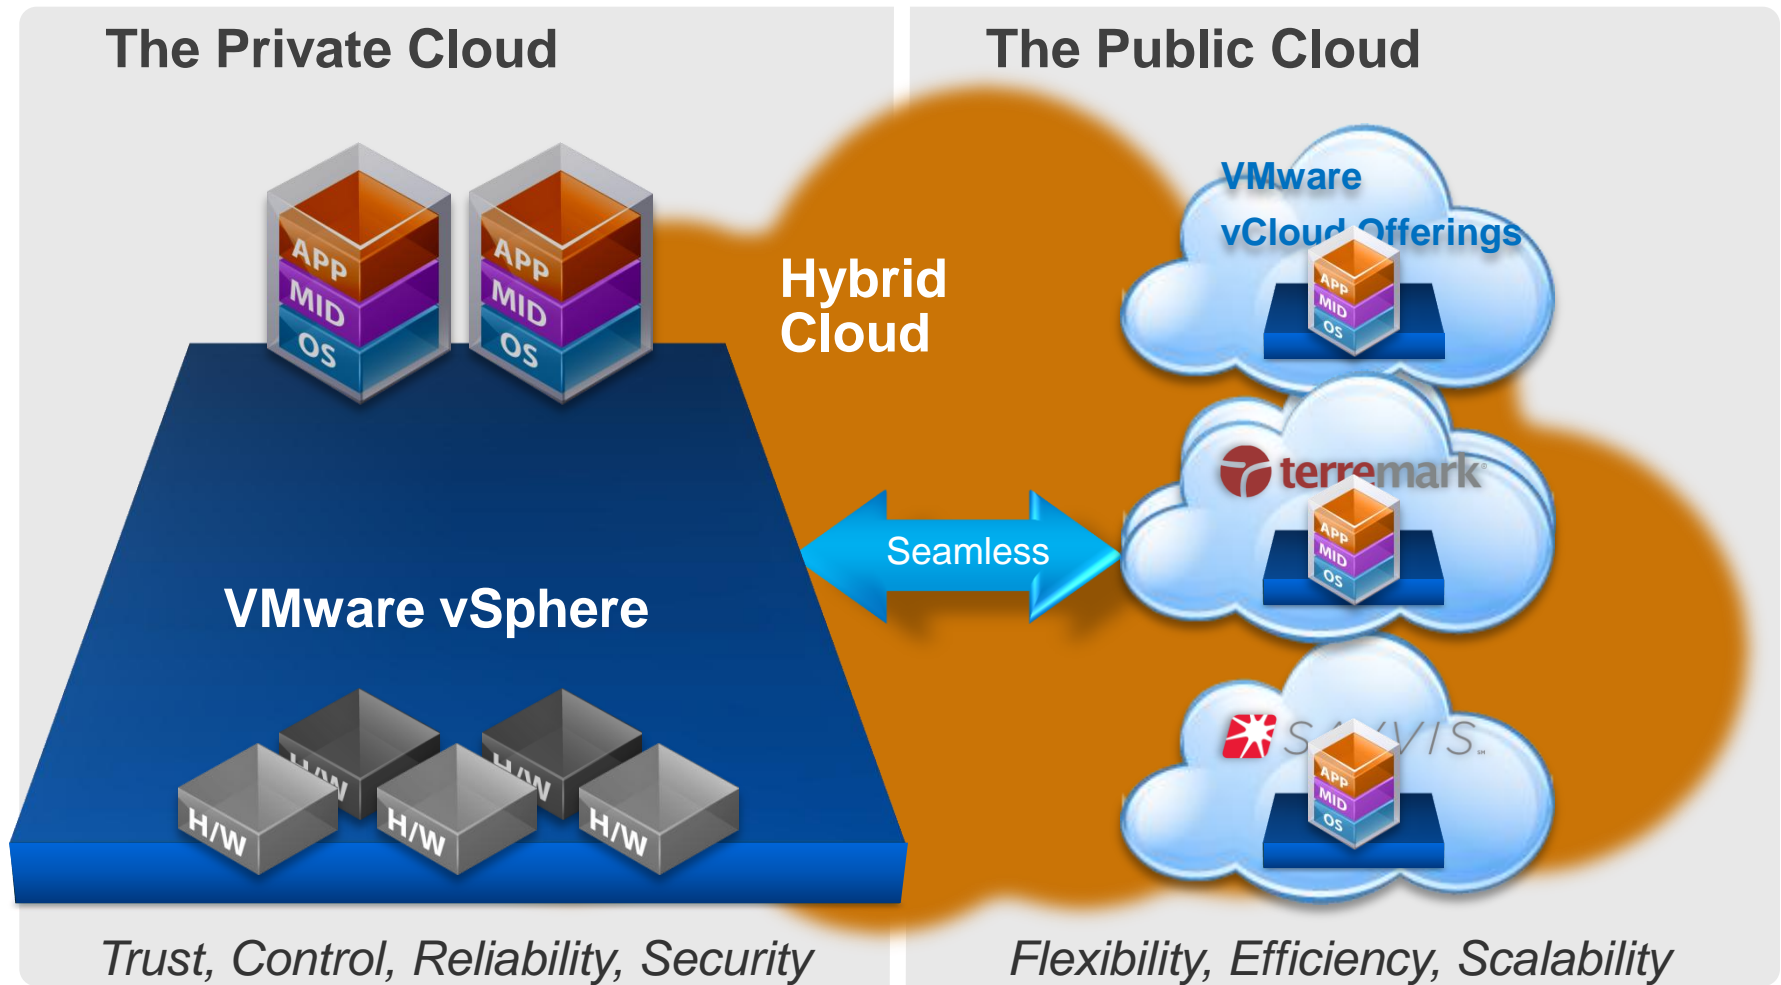 The Private Cloud
The Public Cloud
VMware
vCloud Offerings
APP
MID
OS
APP
MID
OS
Hybrid
Cloud
APP
MID
OS
terremark®
APP
MID
OS
Seamless
VMware vSphere
SAVVIS℠
APP
MID
OS
H/W
H/W
H/W
H/W
H/W
Trust, Control, Reliability, Security
Flexibility, Efficiency, Scalability